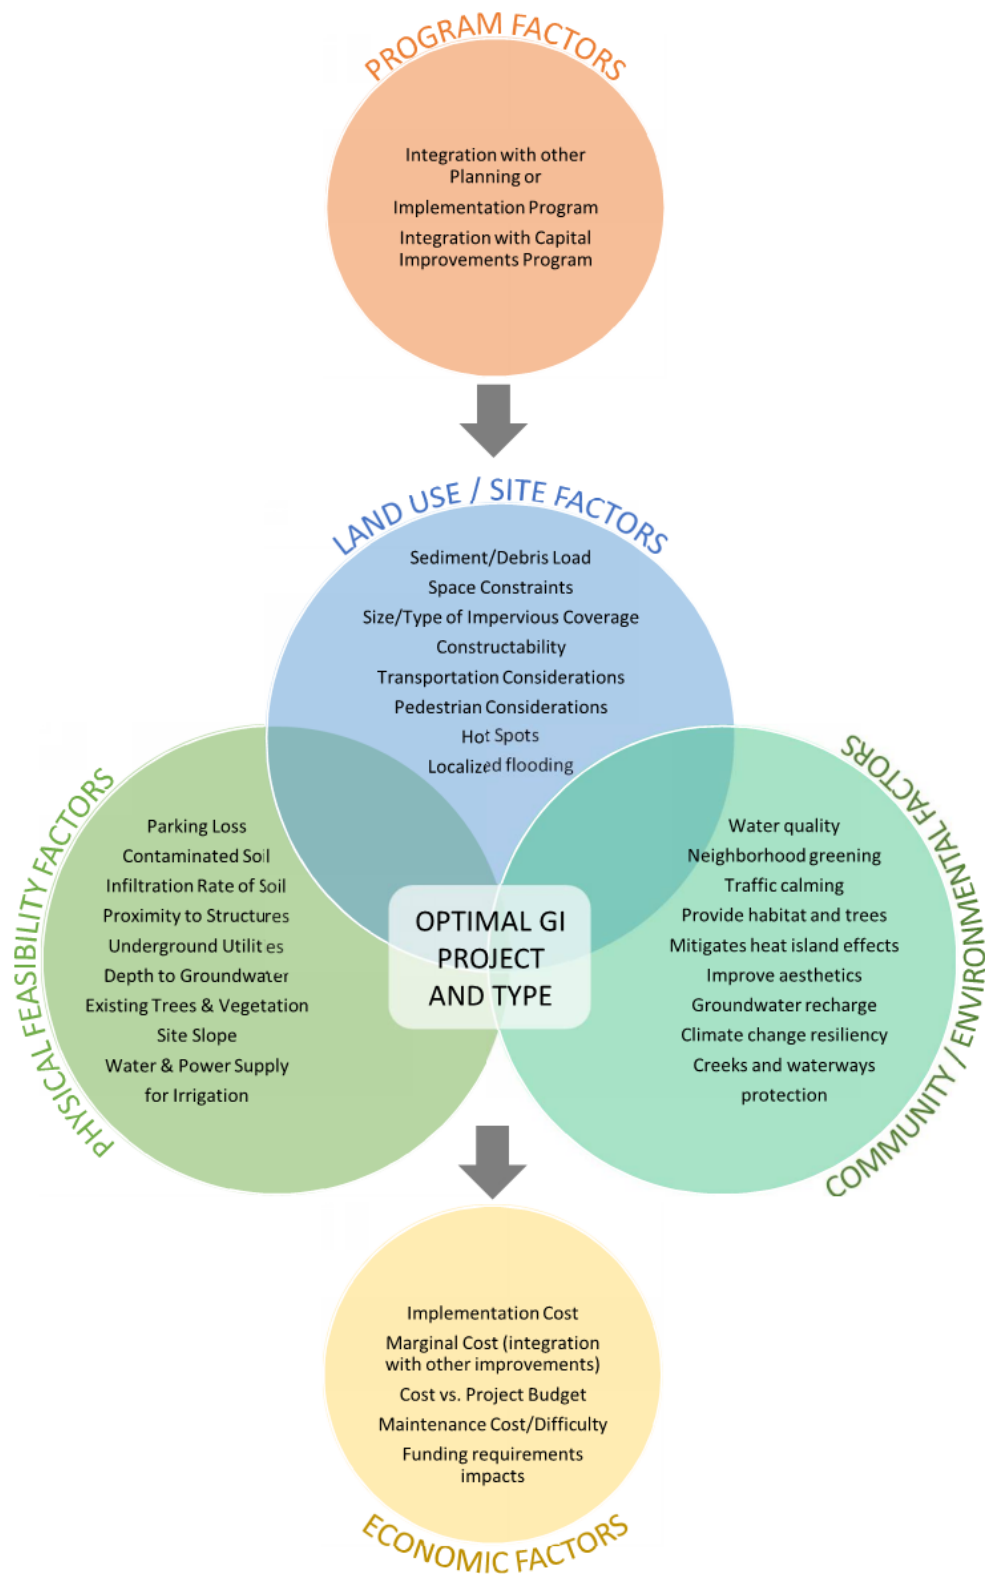 PROGRAM FACTORS
Integration with other
Planning or
Implementation Program
Integration with Capital
Improvements Program
LAND USE / SITE FACTORS
Sediment/Debris Load
Space Constraints
Size/Type of Impervious Coverage
Constructability
Transportation Considerations
Pedestrian Considerations
Hot Spots
Localized flooding
PHYSICAL FEASIBILITY FACTORS
Parking Loss
Contaminated Soil
Infiltration Rate of Soil
Proximity to Structures
Underground Utilities
Depth to Groundwater
Existing Trees & Vegetation
Site Slope
Water & Power Supply
for Irrigation
COMMUNITY / ENVIRONMENTAL FACTORS
Water quality
Neighborhood greening
Traffic calming
Provide habitat and trees
Mitigates heat island effects
Improve aesthetics
Groundwater recharge
Climate change resiliency
Creeks and waterways
protection
OPTIMAL GI
PROJECT
AND TYPE
Implementation Cost
Marginal Cost (integration
with other improvements)
Cost vs. Project Budget
Maintenance Cost/Difficulty
Funding requirements
impacts
ECONOMIC FACTORS